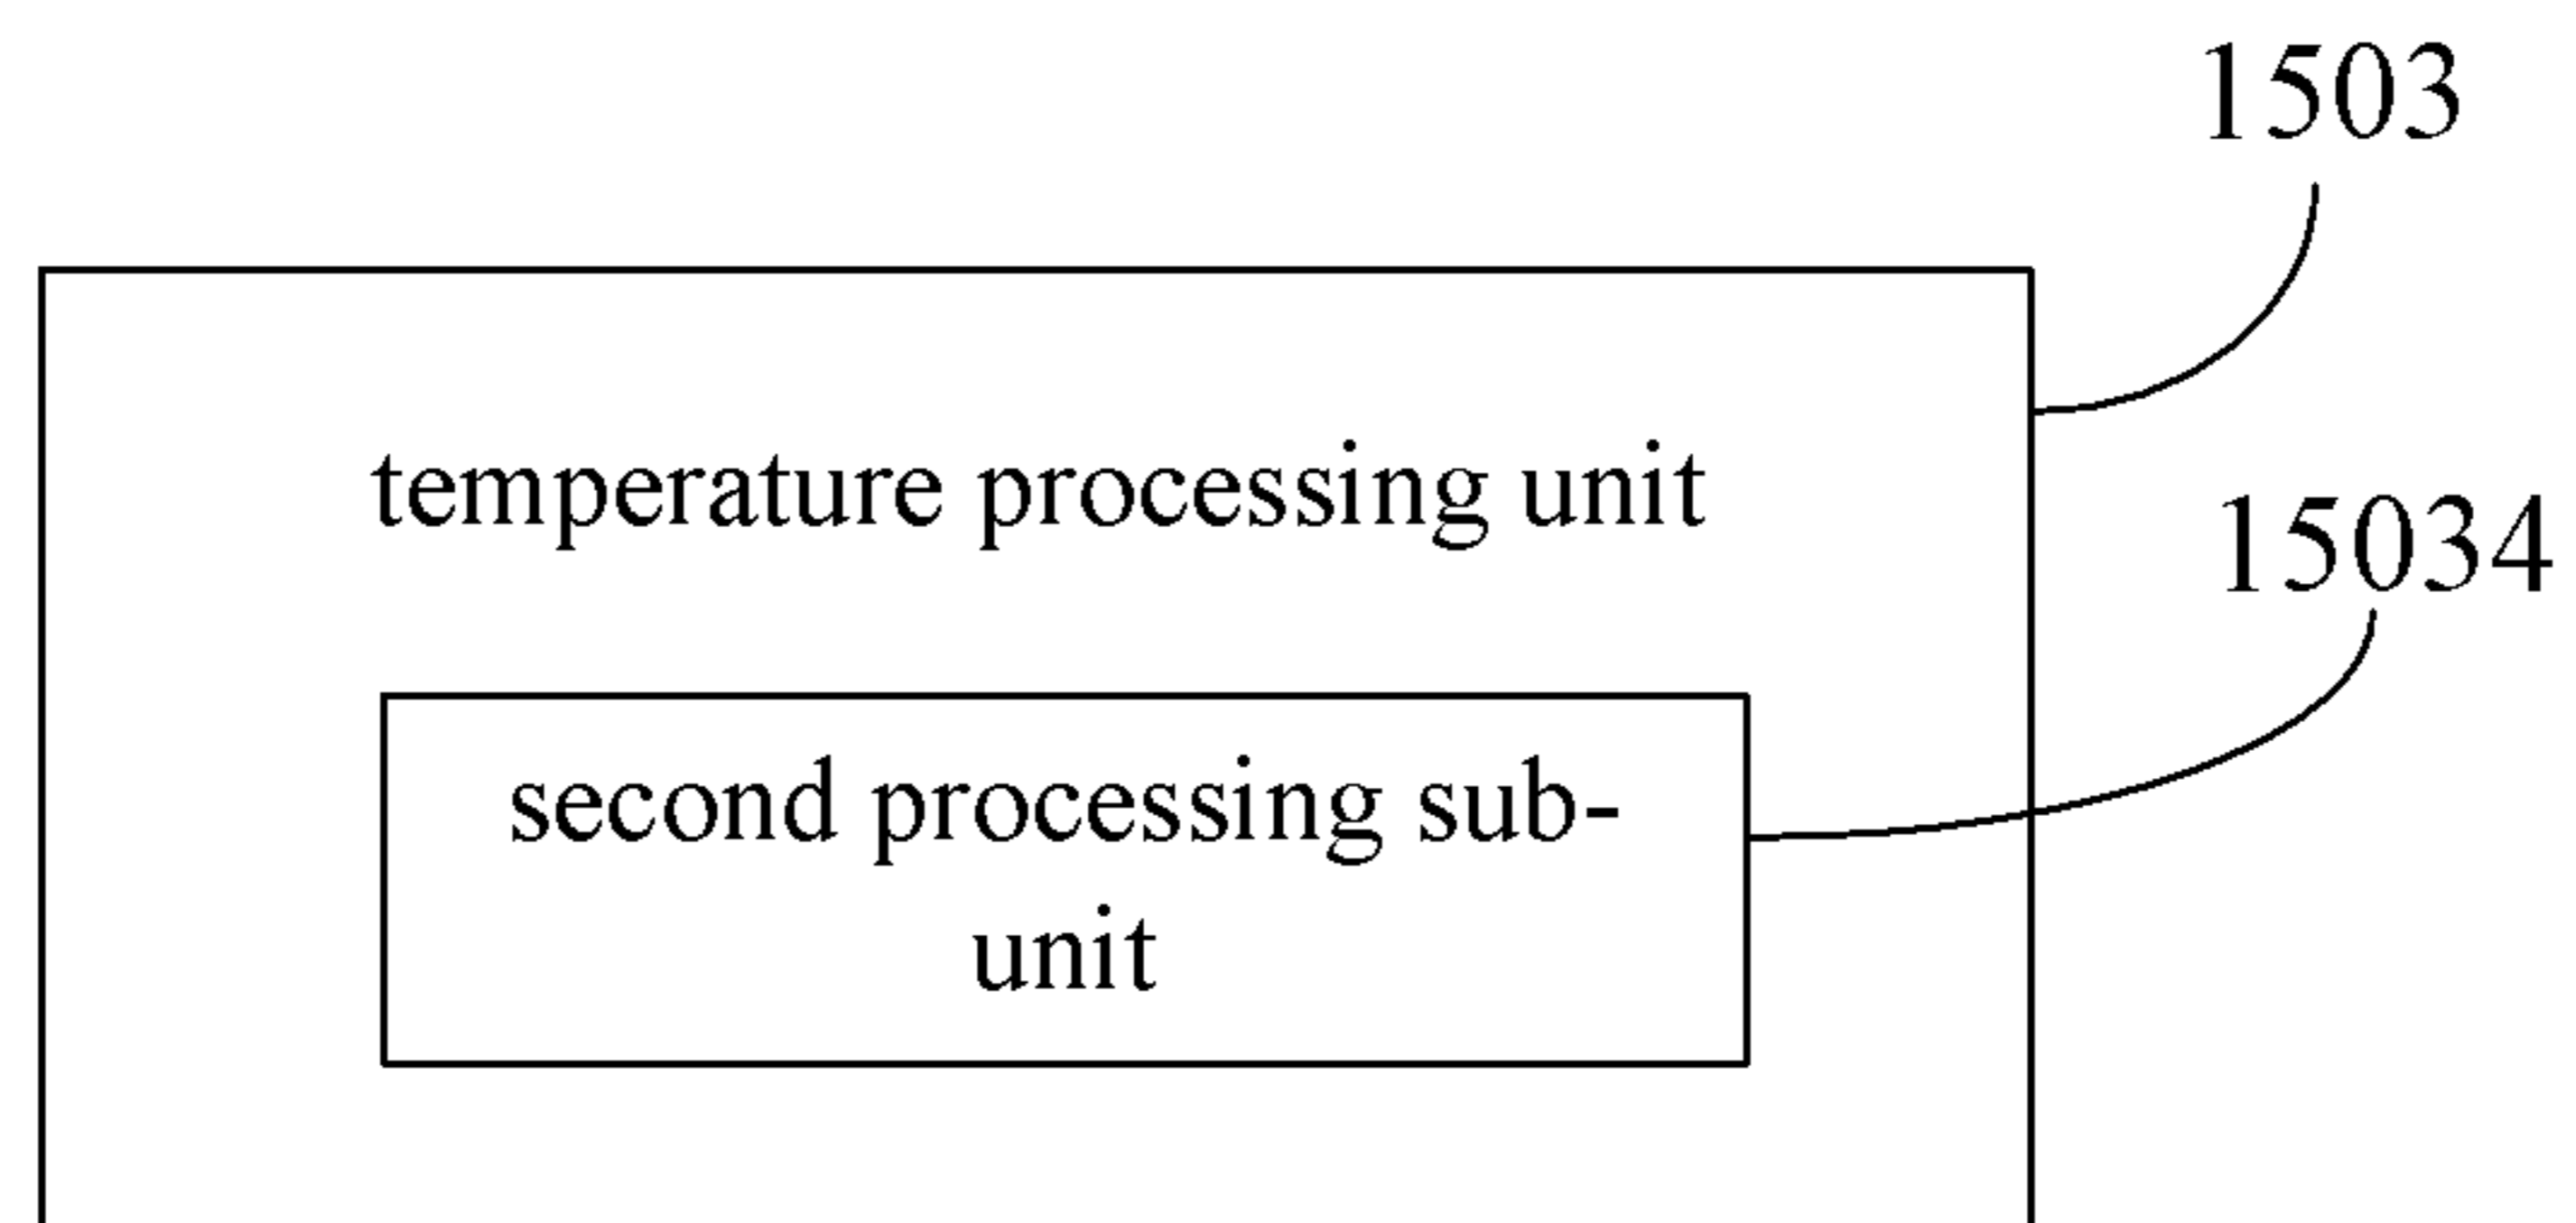 1503
temperature processing unit
15034
second processing sub-
unit